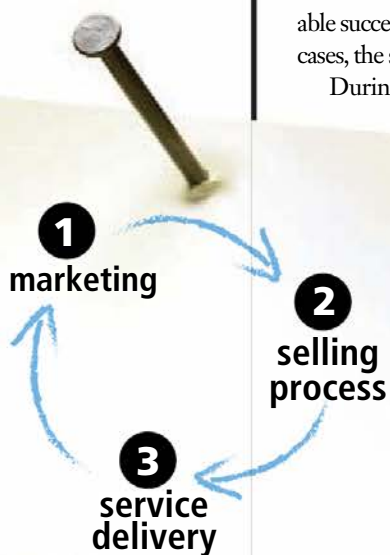 able succe
cases, the s
Durin
1
marketing
2
selling
process
3
service
delivery